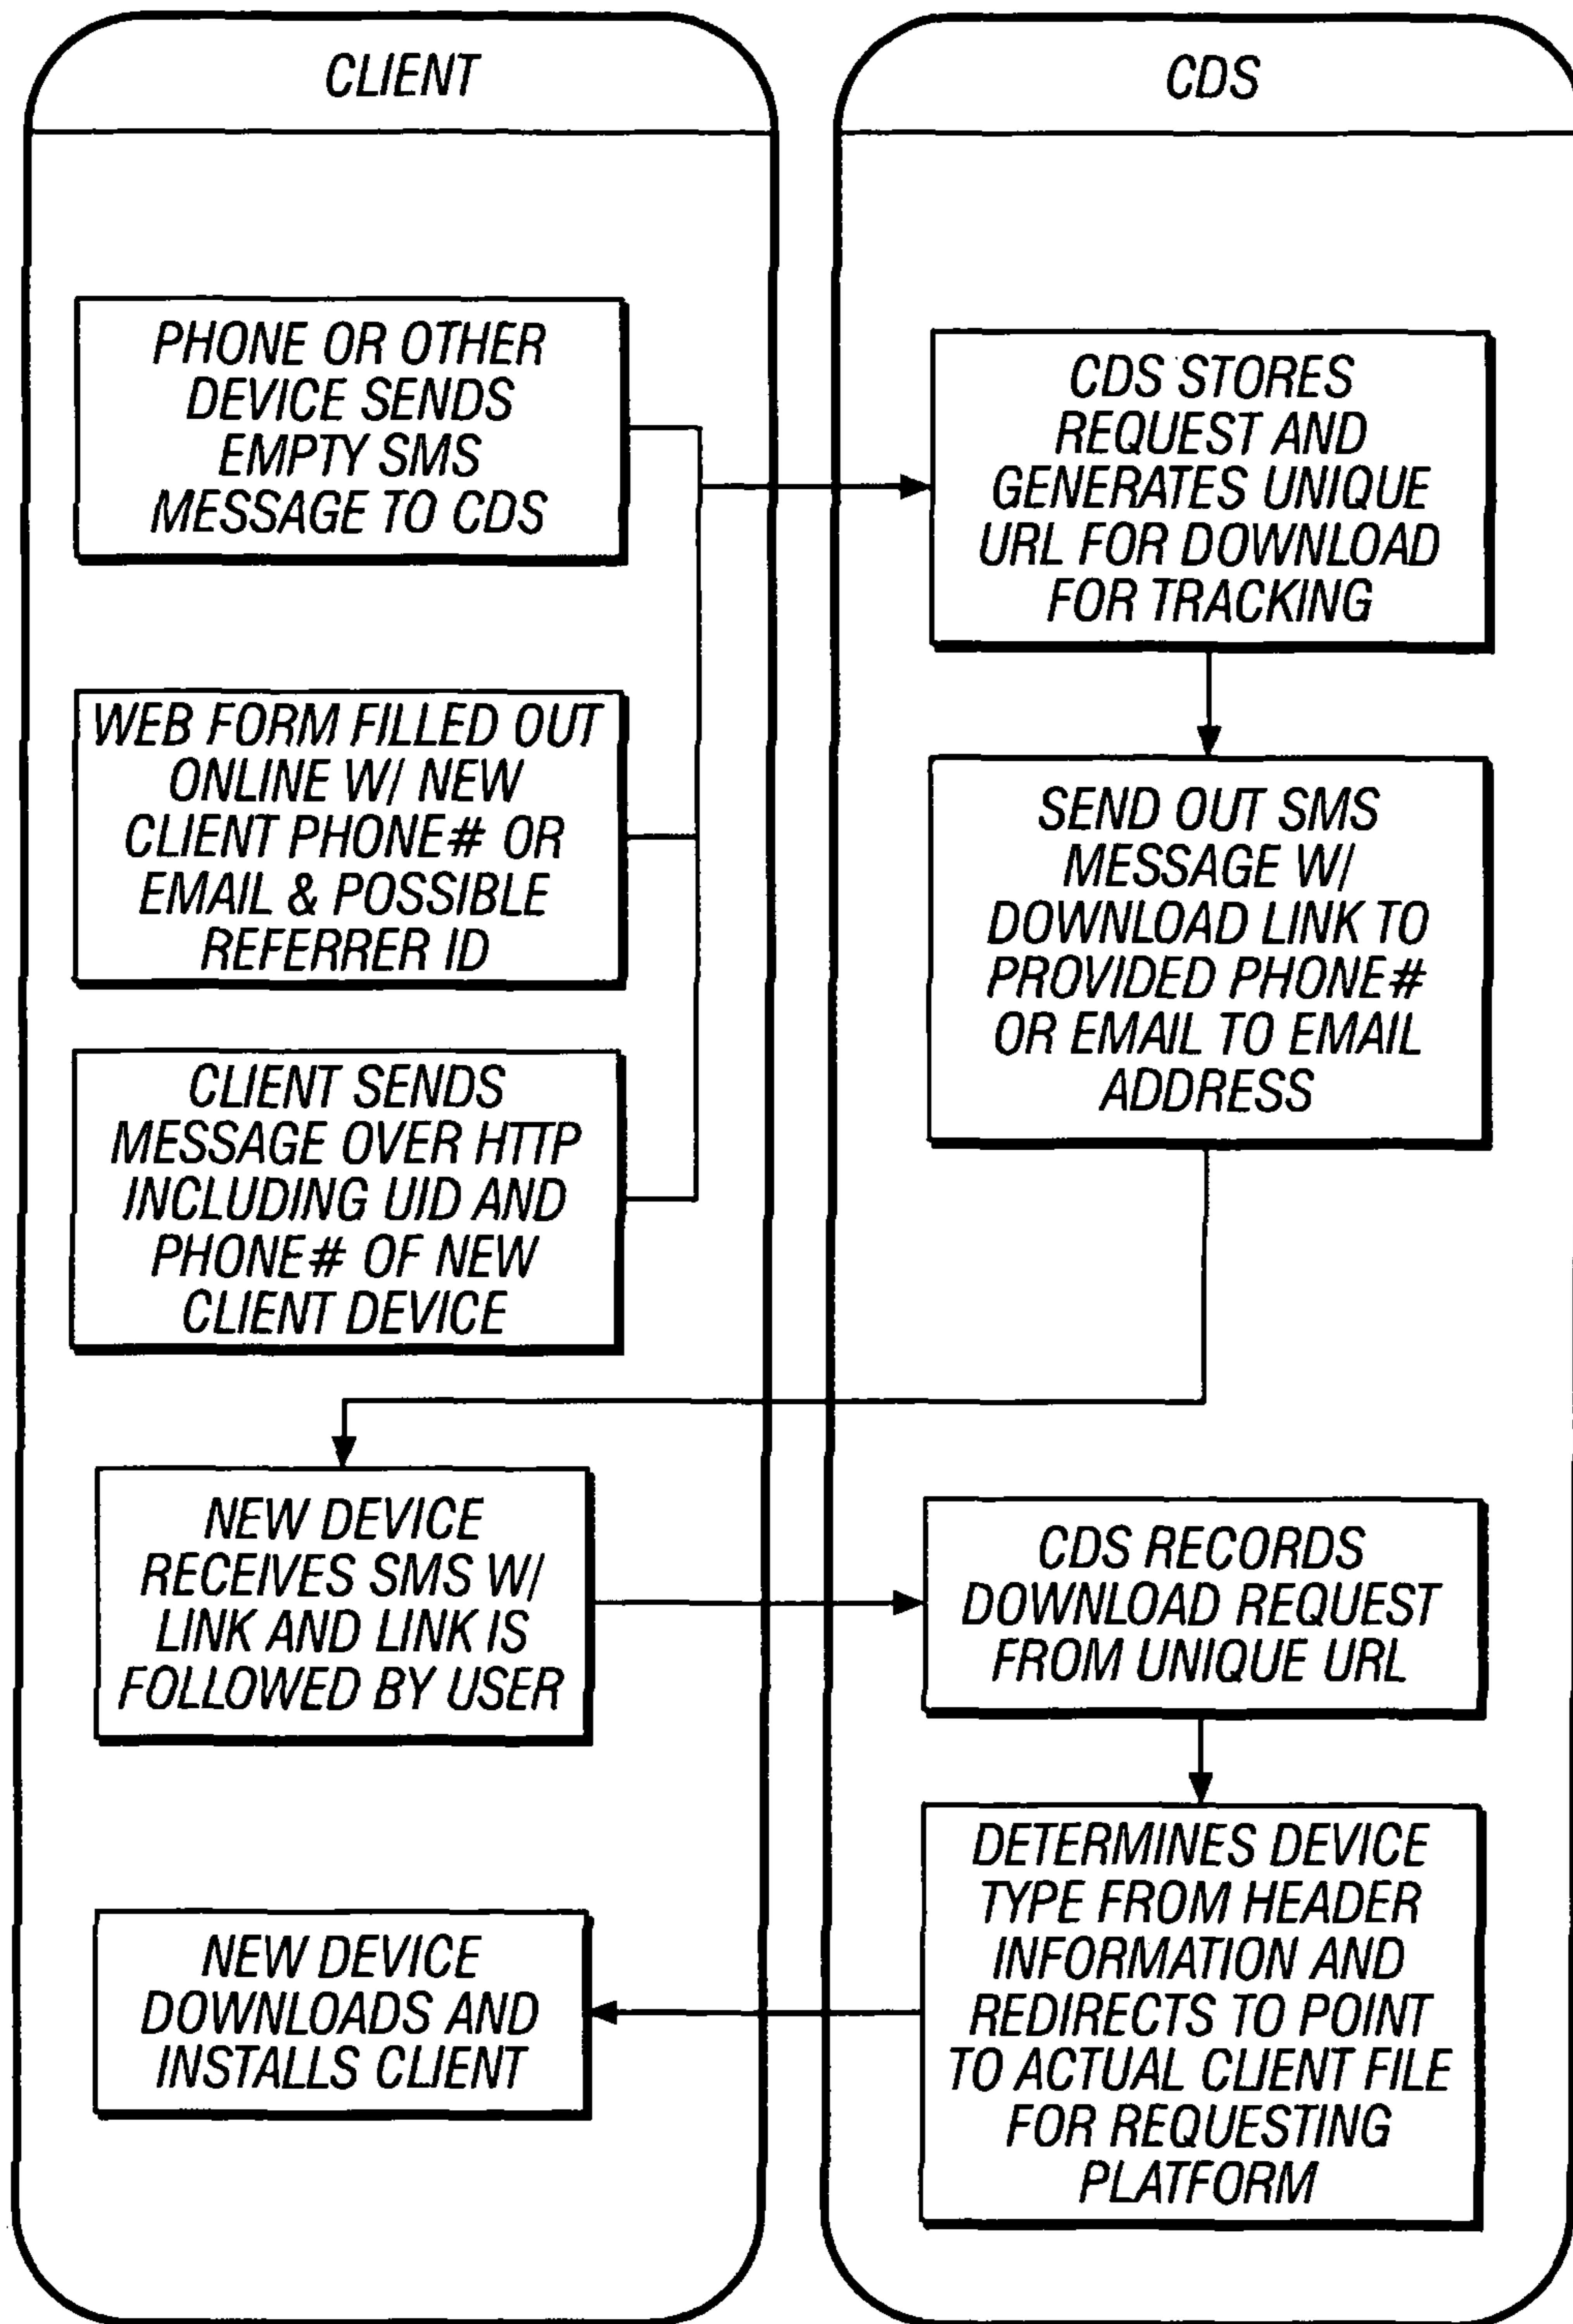 CLIENT
CDS
PHONE OR OTHER
DEVICE SENDS
EMPTY SMS
MESSAGE TO CDS
CDS STORES
REQUEST AND
GENERATES UNIQUE
URL FOR DOWNLOAD
FOR TRACKING
WEB FORM FILLED OUT
ONLINE W/ NEW
CLIENT PHONE# OR
EMAIL & POSSIBLE
REFERRER ID
SEND OUT SMS
MESSAGE W/
DOWNLOAD LINK TO
PROVIDED PHONE#
OR EMAIL TO EMAIL
ADDRESS
CLIENT SENDS
MESSAGE OVER HTTP
INCLUDING UID AND
PHONE# OF NEW
CLIENT DEVICE
NEW DEVICE
RECEIVES SMS W/
LINK AND LINK IS
FOLLOWED BY USER
CDS RECORDS
DOWNLOAD REQUEST
FROM UNIQUE URL
DETERMINES DEVICE
TYPE FROM HEADER
INFORMATION AND
REDIRECTS TO POINT
TO ACTUAL CLIENT FILE
FOR REQUESTING
PLATFORM
NEW DEVICE
DOWNLOADS AND
INSTALLS CLIENT